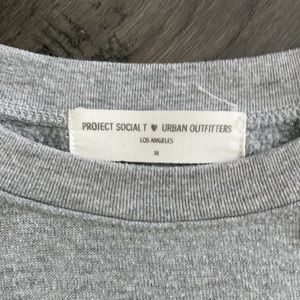 PROJECT SOCIAL T ♥ URBAN OUTFITTERS
LOS ANGELES
M